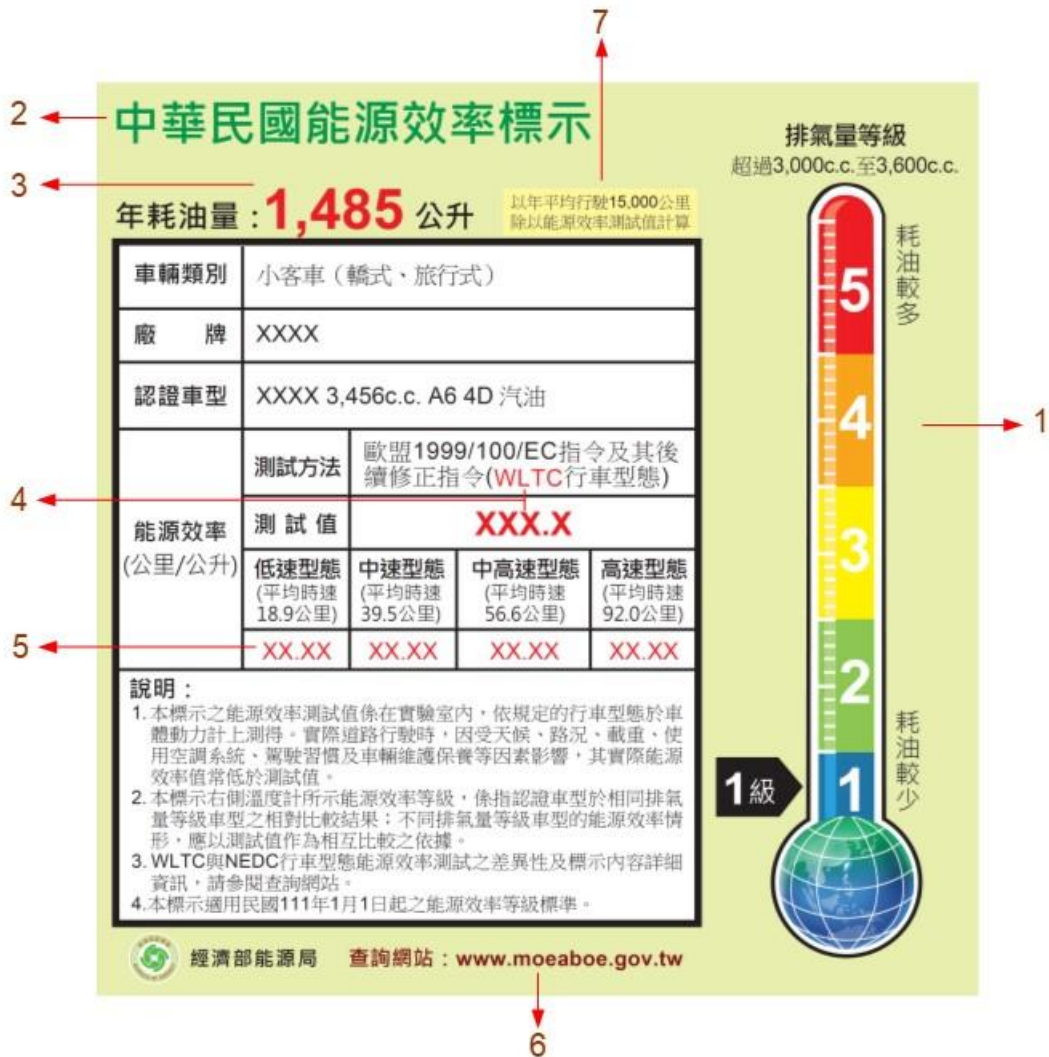 7
2
中華民國能源效率標示
排氣量等級
超過3,000c.c.至3,600c.c.
3
年耗油量：1,485 公升
以年平均行駛15,000公里
除以能源效率測試值計算
車輛類別
小客車（轎式、旅行式）
廠　　牌
XXXX
認證車型
XXXX 3,456c.c. A6 4D 汽油
能源效率
(公里/公升)
測試方法
歐盟1999/100/EC指令及其後
續修正指令(WLTC行車型態)
4
測 試 值
XXX.X
低速型態
(平均時速
18.9公里)
中速型態
(平均時速
39.5公里)
中高速型態
(平均時速
56.6公里)
高速型態
(平均時速
92.0公里)
5
XX.XX XX.XX XX.XX XX.XX
說明：
1.本標示之能源效率測試值係在實驗室內，依規定的行車型態於車
體動力計上測得。實際道路行駛時，因受天候、路況、載重、使
用空調系統、駕駛習慣及車輛維護保養等因素影響，其實際能源
效率值常低於測試值。
2.本標示右側溫度計所示能源效率等級，係指認證車型於相同排氣
量等級車型之相對比較結果；不同排氣量等級車型的能源效率情
形，應以測試值作為相互比較之依據。
3.WLTC與NEDC行車型態能源效率測試之差異性及標示內容詳細
資訊，請參閱查詢網站。
4.本標示適用民國111年1月1日起之能源效率等級標準。
經濟部能源局
查詢網站：www.moeaboe.gov.tw
6
耗油較多
5
4
1
3
2
耗油較少
1級
1